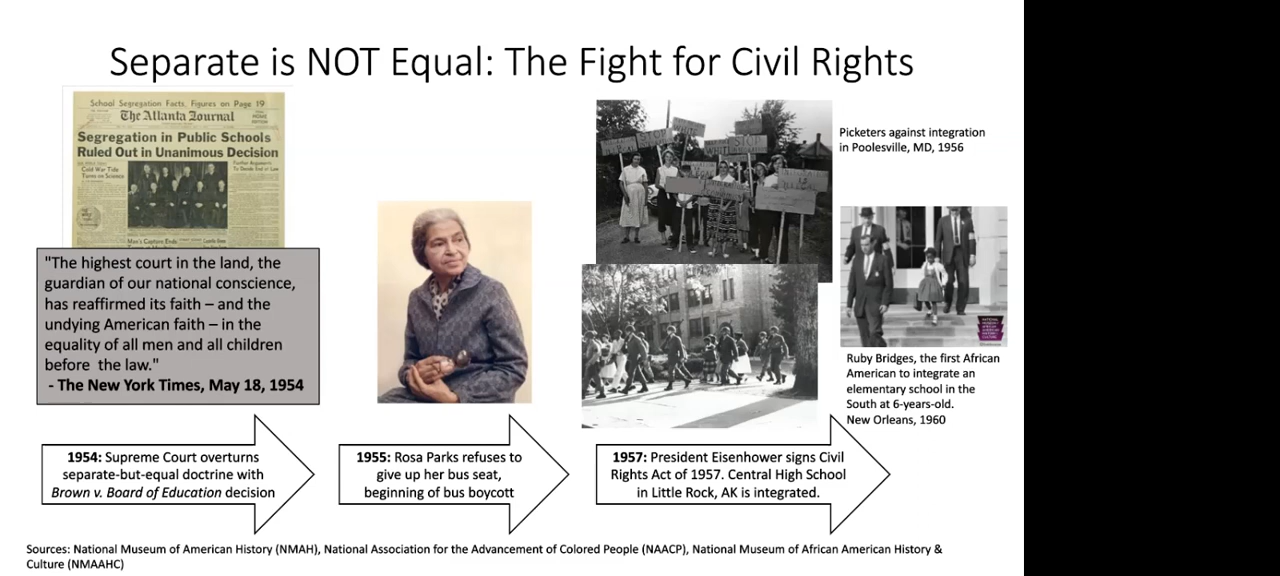 Separate is NOT Equal: The Fight for Civil Rights
School Segregation Facts, Figures on Page 19
The Atlanta Journal
Segregation in Public Schools
Ruled Out in Unanimous Decision
Cold War Tide
Turns on Science
"The highest court in the land, the
guardian of our national conscience,
has reaffirmed its faith – and the
undying American faith – in the
equality of all men and all children
before the law."
- The New York Times, May 18, 1954
Picketers against integration
in Poolesville, MD, 1956
Ruby Bridges, the first African
American to integrate an
elementary school in the
South at 6-years-old.
New Orleans, 1960
1954: Supreme Court overturns
separate-but-equal doctrine with
Brown v. Board of Education decision
1955: Rosa Parks refuses to
give up her bus seat,
beginning of bus boycott
1957: President Eisenhower signs Civil
Rights Act of 1957. Central High School
in Little Rock, AK is integrated.
Sources: National Museum of American History (NMAH), National Association for the Advancement of Colored People (NAACP), National Museum of African American History &
Culture (NMAAHC)